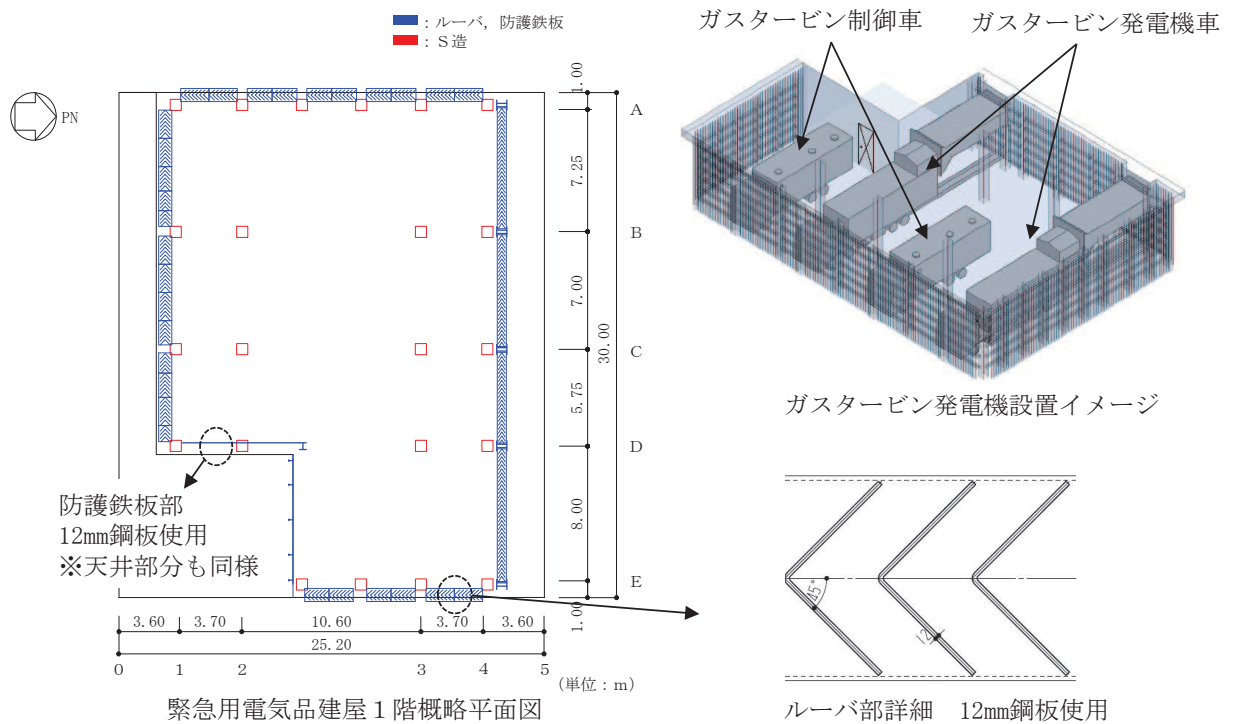 ：ルーバ，防護鉄板
：Ｓ造
PN
1.00
A
7.25
B
7.00
30.00
C
5.75
D
8.00
E
1.00
防護鉄板部
12mm鋼板使用
※天井部分も同様
3.60
3.70
10.60
3.70
3.60
25.20
0
1
2
3
4
5
（単位：m）
緊急用電気品建屋１階概略平面図
ガスタービン制御車
ガスタービン発電機車
ガスタービン発電機設置イメージ
45°
12
ルーバ部詳細　12mm鋼板使用